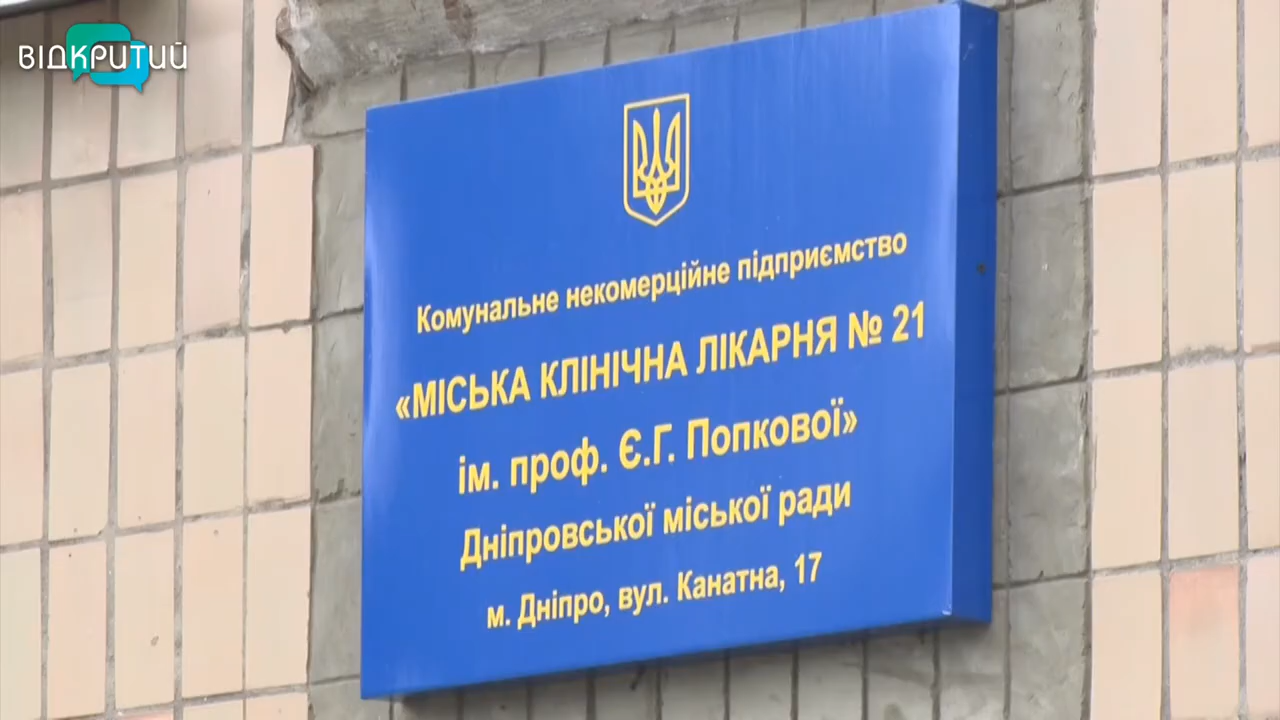 ВІДКРИТИЙ
Комунальне некомерційне підприємство
«МІСЬКА КЛІНІЧНА ЛІКАРНЯ № 21
ім. проф. Є.Г. Попкової»
Дніпровської міської ради
м. Дніпро, вул. Канатна, 17